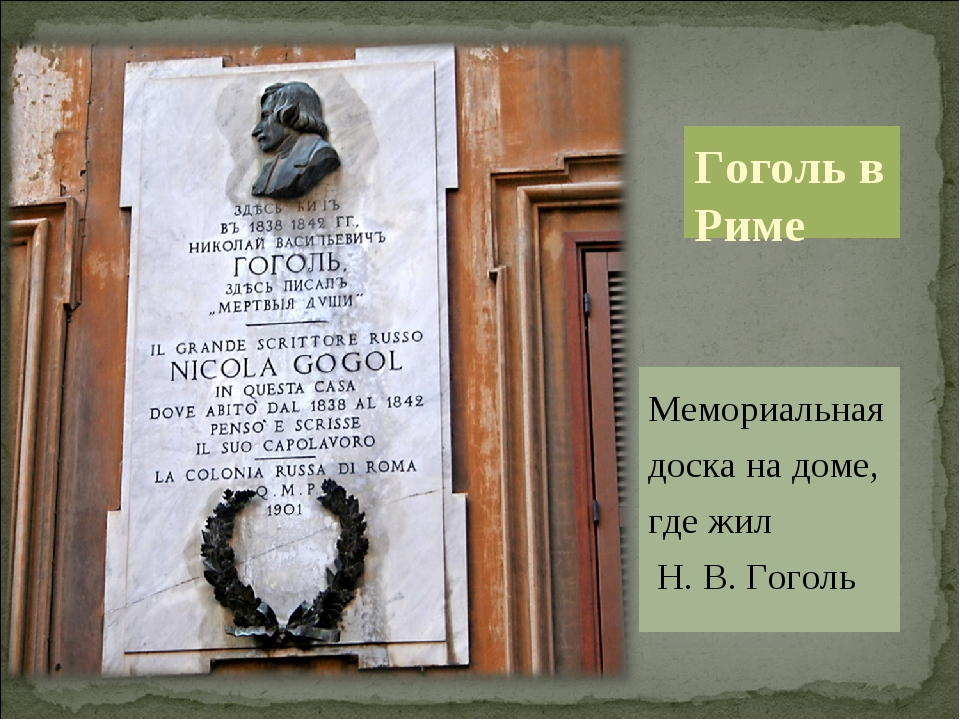 ЗДѢСЬ ЖИЛЪ
ВЪ 1838 1842 ГГ.,
НИКОЛАЙ ВАСИЛЬЕВИЧЪ
ГОГОЛЬ.
ЗДѢСЬ ПИСАЛЪ
„МЕРТВЫЯ ДУШИ“
IL GRANDE SCRITTORE RUSSO
NICOLA GOGOL
IN QUESTA CASA
DOVE ABITÒ DAL 1838 AL 1842
PENSÒ E SCRISSE
IL SUO CAPOLAVORO
LA COLONIA RUSSA DI ROMA
Q.M.P.
1901
Гоголь в
Риме
Мемориальная
доска на доме,
где жил
Н. В. Гоголь